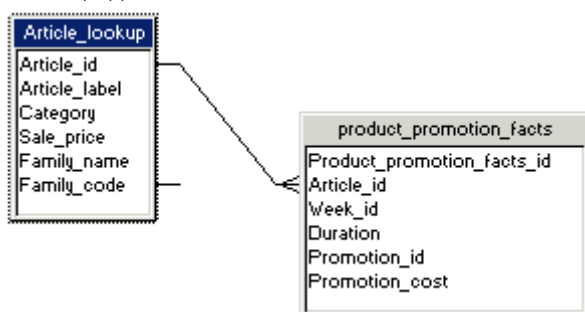 Article_lookup
Article_id
Article_label
Category
Sale_price
Family_name
Family_code
product_promotion_facts
Product_promotion_facts_id
Article_id
Week_id
Duration
Promotion_id
Promotion_cost